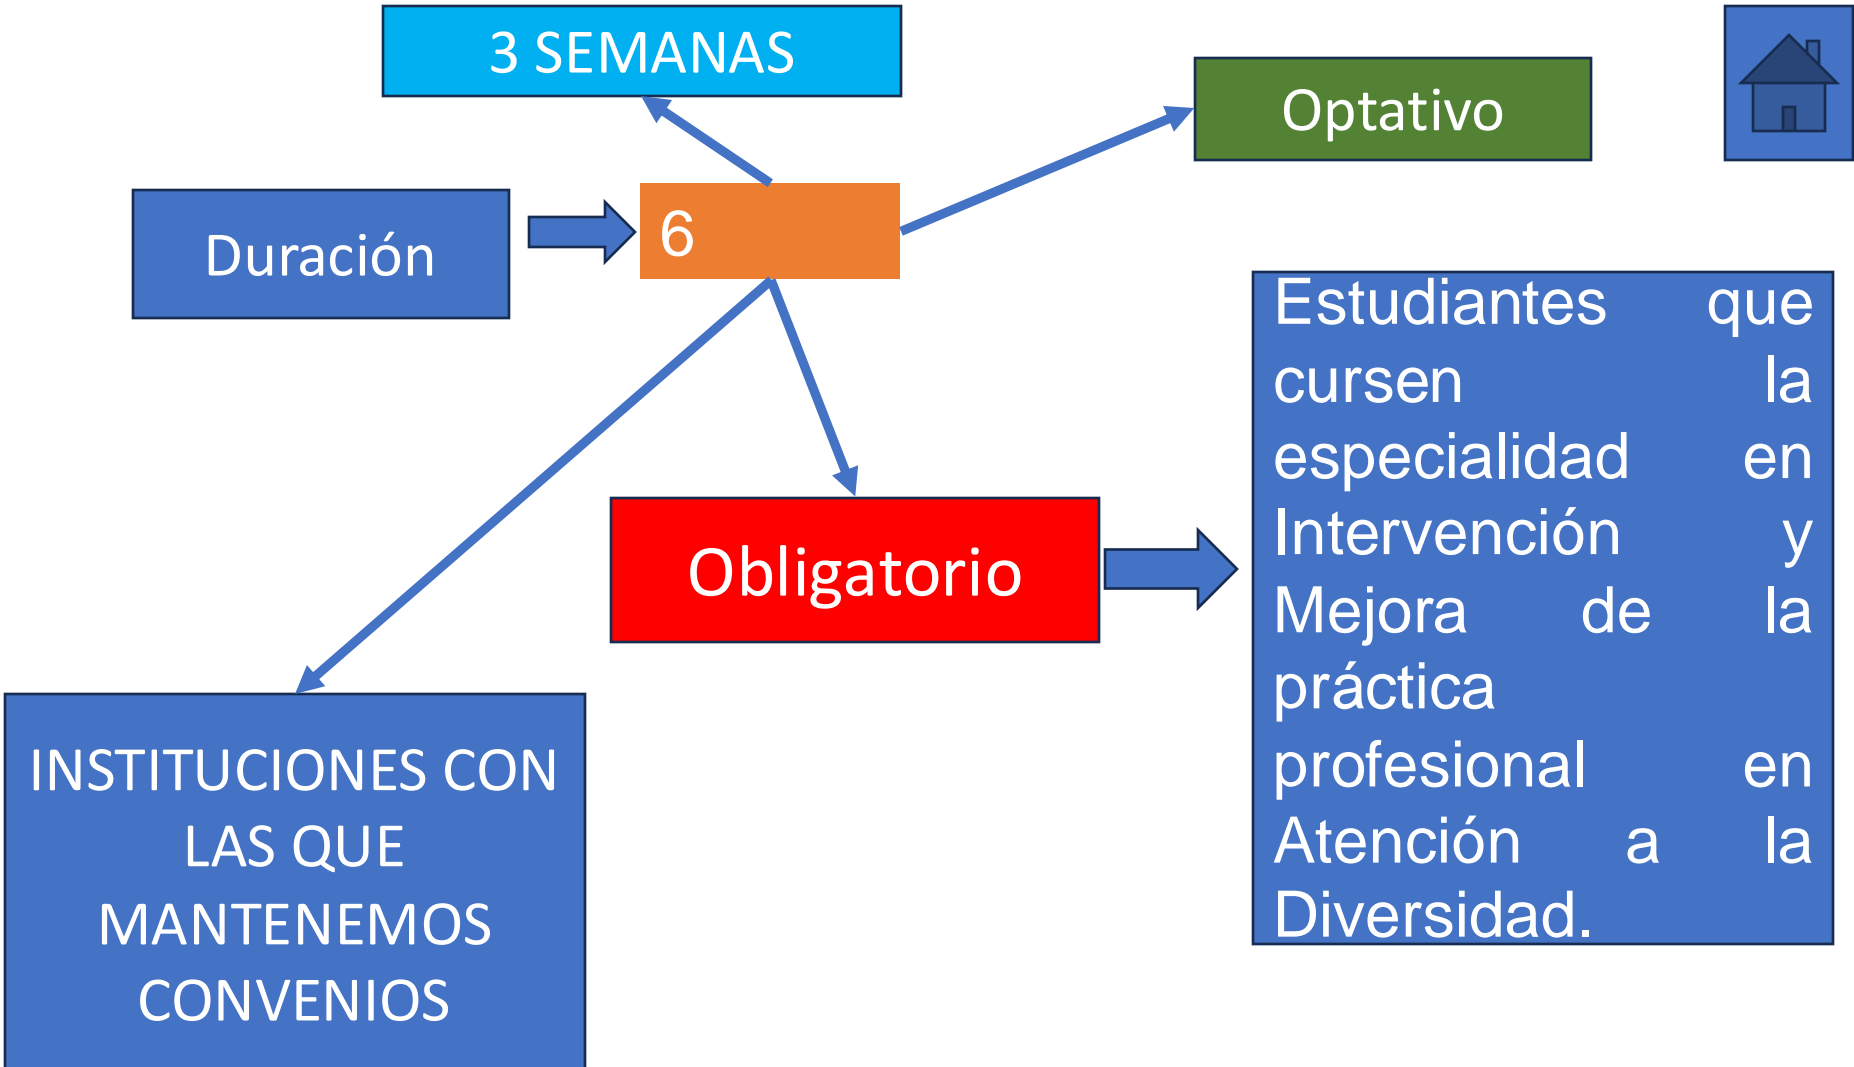 3 SEMANAS
Optativo
Duración
6
Estudiantes que
cursen la
especialidad en
Intervención y
Mejora de la
práctica
profesional en
Atención a la
Diversidad.
Obligatorio
INSTITUCIONES CON
LAS QUE
MANTENEMOS
CONVENIOS